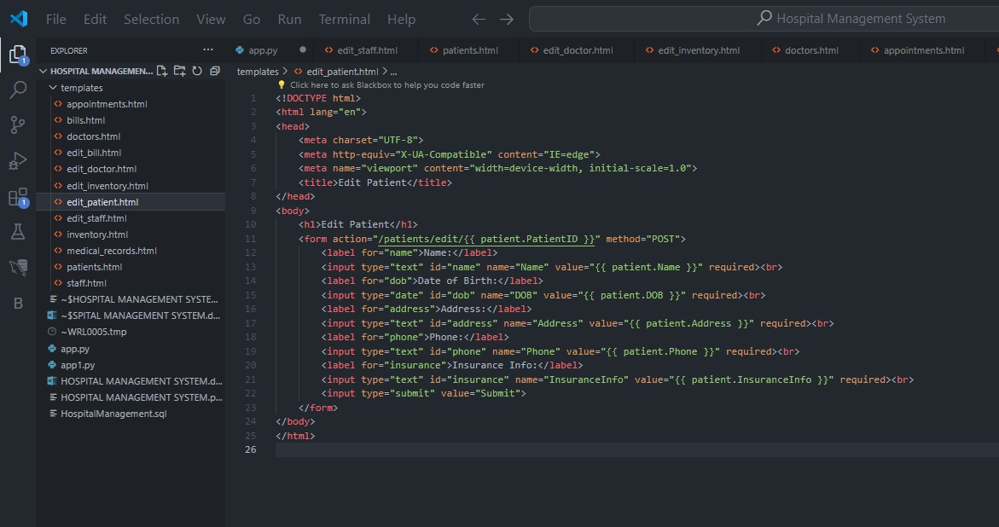 File Edit Selection View Go Run Terminal Help
Hospital Management System
EXPLORER
app.py
edit_staff.html
patients.html
edit_doctor.html
edit_inventory.html
doctors.html
appointments.html
1
HOSPITAL MANAGEMEN...
templates
appointments.html
bills.html
doctors.html
edit_bill.html
edit_doctor.html
edit_inventory.html
1
edit_patient.html
edit_staff.html
inventory.html
medical_records.html
patients.html
staff.html
~$HOSPITAL MANAGEMENT SYSTE...
~$SPITAL MANAGEMENT SYSTEM.d...
~WRL0005.tmp
app.py
app1.py
HOSPITAL MANAGEMENT SYSTEM.d...
HOSPITAL MANAGEMENT SYSTEM.p...
HospitalManagement.sql
B
templates > edit_patient.html > ...
Click here to ask Blackbox to help you code faster
1 <!DOCTYPE html>
2 <html lang="en">
3 <head>
4 <meta charset="UTF-8">
5 <meta http-equiv="X-UA-Compatible" content="IE=edge">
6 <meta name="viewport" content="width=device-width, initial-scale=1.0">
7 <title>Edit Patient</title>
8 </head>
9 <body>
10 <h1>Edit Patient</h1>
11 <form action="/patients/edit/{{ patient.PatientID }}" method="POST">
12 <label for="name">Name:</label>
13 <input type="text" id="name" name="Name" value="{{ patient.Name }}" required><br>
14 <label for="dob">Date of Birth:</label>
15 <input type="date" id="dob" name="DOB" value="{{ patient.DOB }}" required><br>
16 <label for="address">Address:</label>
17 <input type="text" id="address" name="Address" value="{{ patient.Address }}" required><br>
18 <label for="phone">Phone:</label>
19 <input type="text" id="phone" name="Phone" value="{{ patient.Phone }}" required><br>
20 <label for="insurance">Insurance Info:</label>
21 <input type="text" id="insurance" name="InsuranceInfo" value="{{ patient.InsuranceInfo }}" required><br>
22 <input type="submit" value="Submit">
23 </form>
24 </body>
25 </html>
26